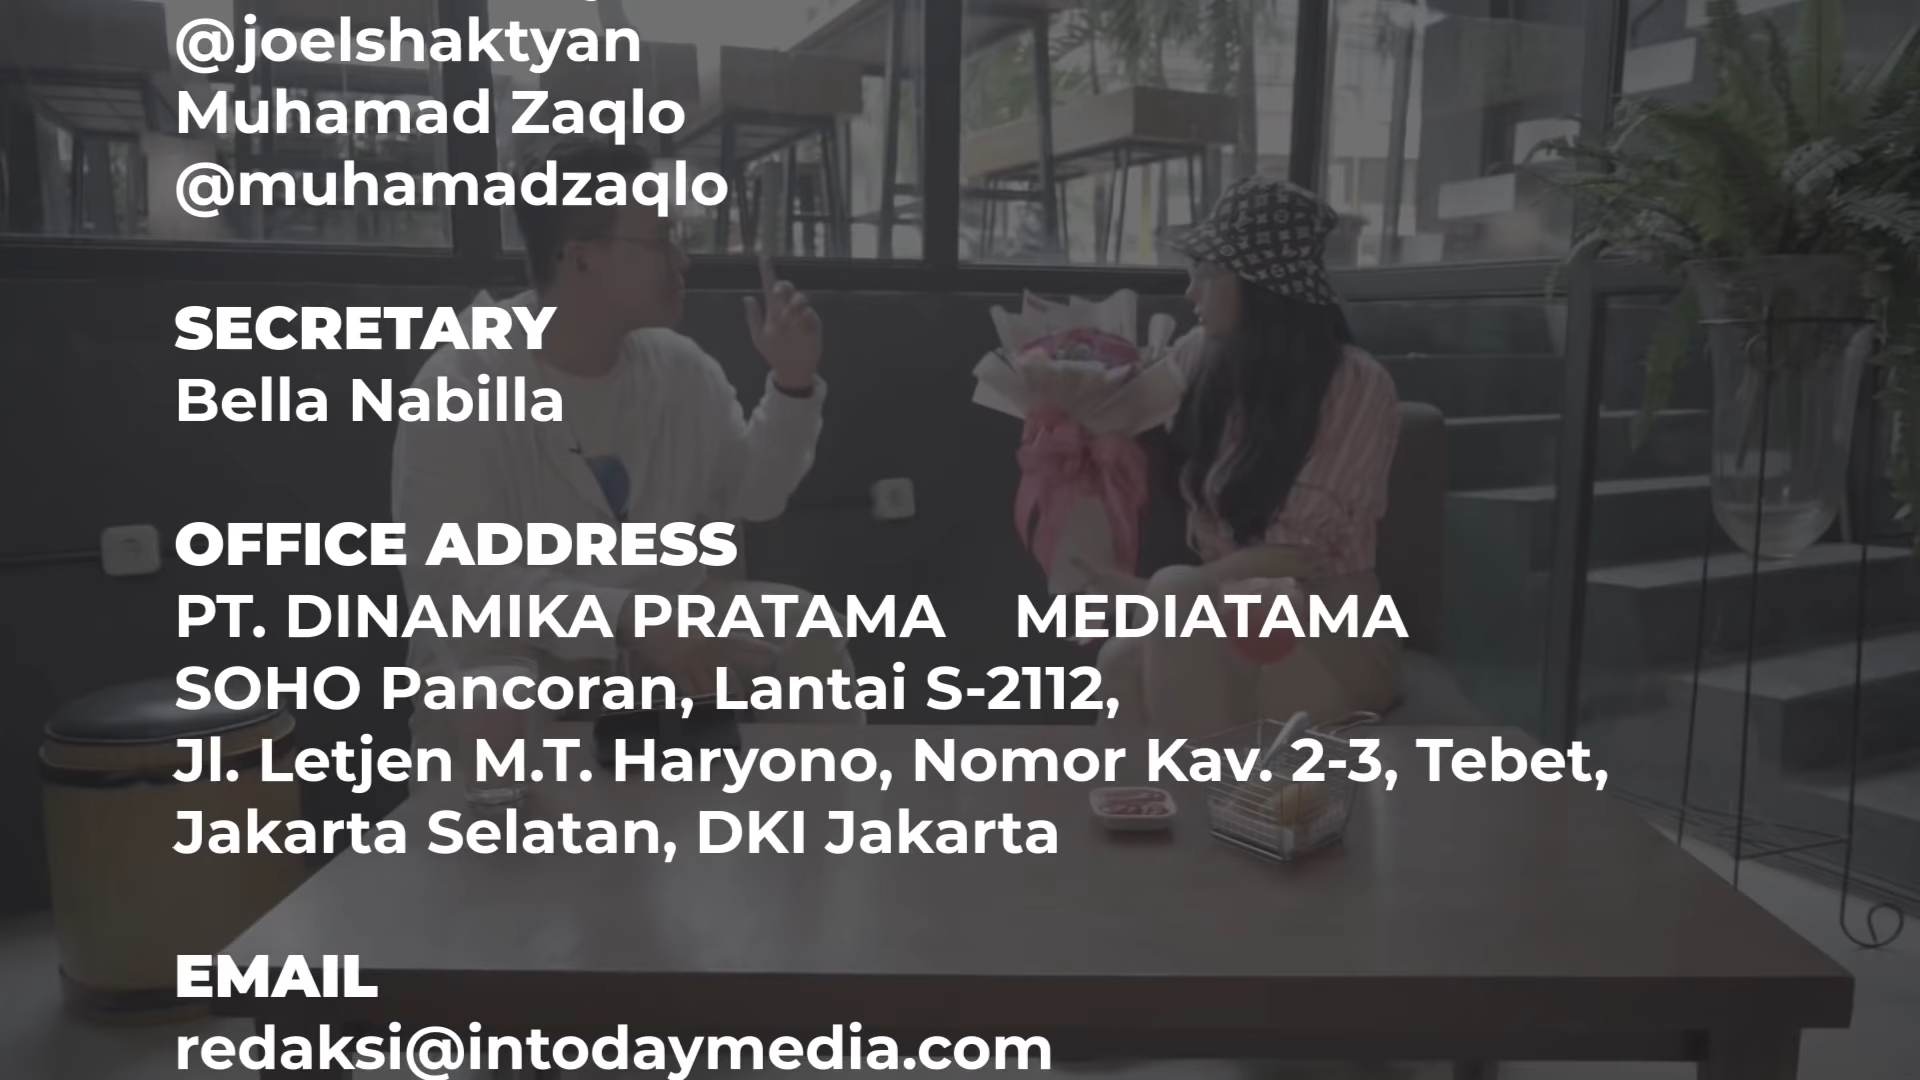 @joelshaktyan
Muhamad Zaqlo
@muhamadzaqlo
SECRETARY
Bella Nabilla
OFFICE ADDRESS
PT. DINAMIKA PRATAMA MEDIATAMA
SOHO Pancoran, Lantai S-2112,
Jl. Letjen M.T. Haryono, Nomor Kav. 2-3, Tebet,
Jakarta Selatan, DKI Jakarta
EMAIL
redaksi@intodaymedia.com